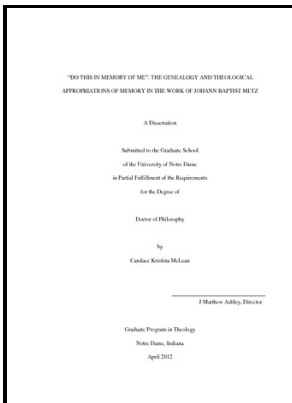 "DO THIS IN MEMORY OF ME": THE GENEALOGY AND THEOLOGICAL
APPROPRIATIONS OF MEMORY IN THE WORK OF JOHANN BAPTIST METZ
A Dissertation
Submitted to the Graduate School
of the University of Notre Dame
in Partial Fulfillment of the Requirements
for the Degree of
Doctor of Philosophy
by
Candace Kristina McLean
J Matthew Ashley, Director
Graduate Program in Theology
Notre Dame, Indiana
April 2012